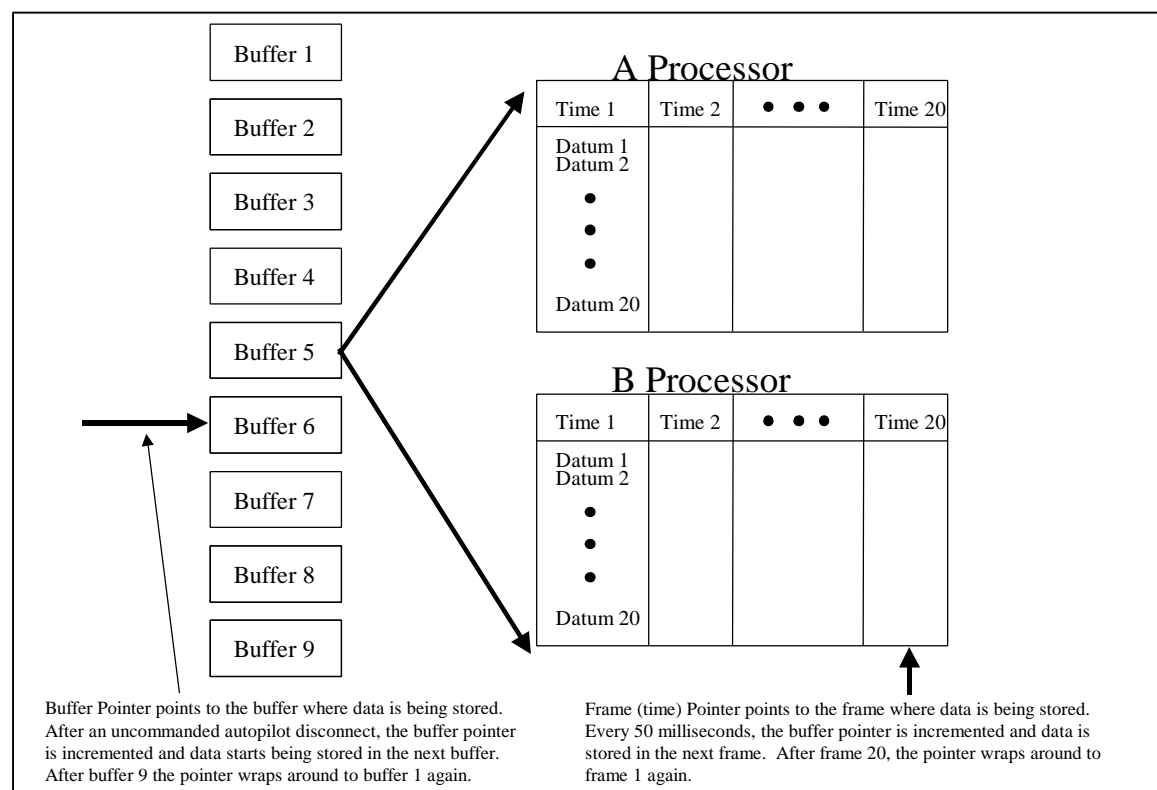 Buffer 1
Buffer 2
Buffer 3
Buffer 4
Buffer 5
Buffer 6
Buffer 7
Buffer 8
Buffer 9
A Processor
Time 1 Time 2 • • • Time 20
Datum 1
Datum 2
•
•
•
Datum 20
B Processor
Time 1 Time 2 • • • Time 20
Datum 1
Datum 2
•
•
•
Datum 20
Buffer Pointer points to the buffer where data is being stored.
After an uncommanded autopilot disconnect, the buffer pointer
is incremented and data starts being stored in the next buffer.
After buffer 9 the pointer wraps around to buffer 1 again.
Frame (time) Pointer points to the frame where data is being stored.
Every 50 milliseconds, the buffer pointer is incremented and data is
stored in the next frame. After frame 20, the pointer wraps around to
frame 1 again.